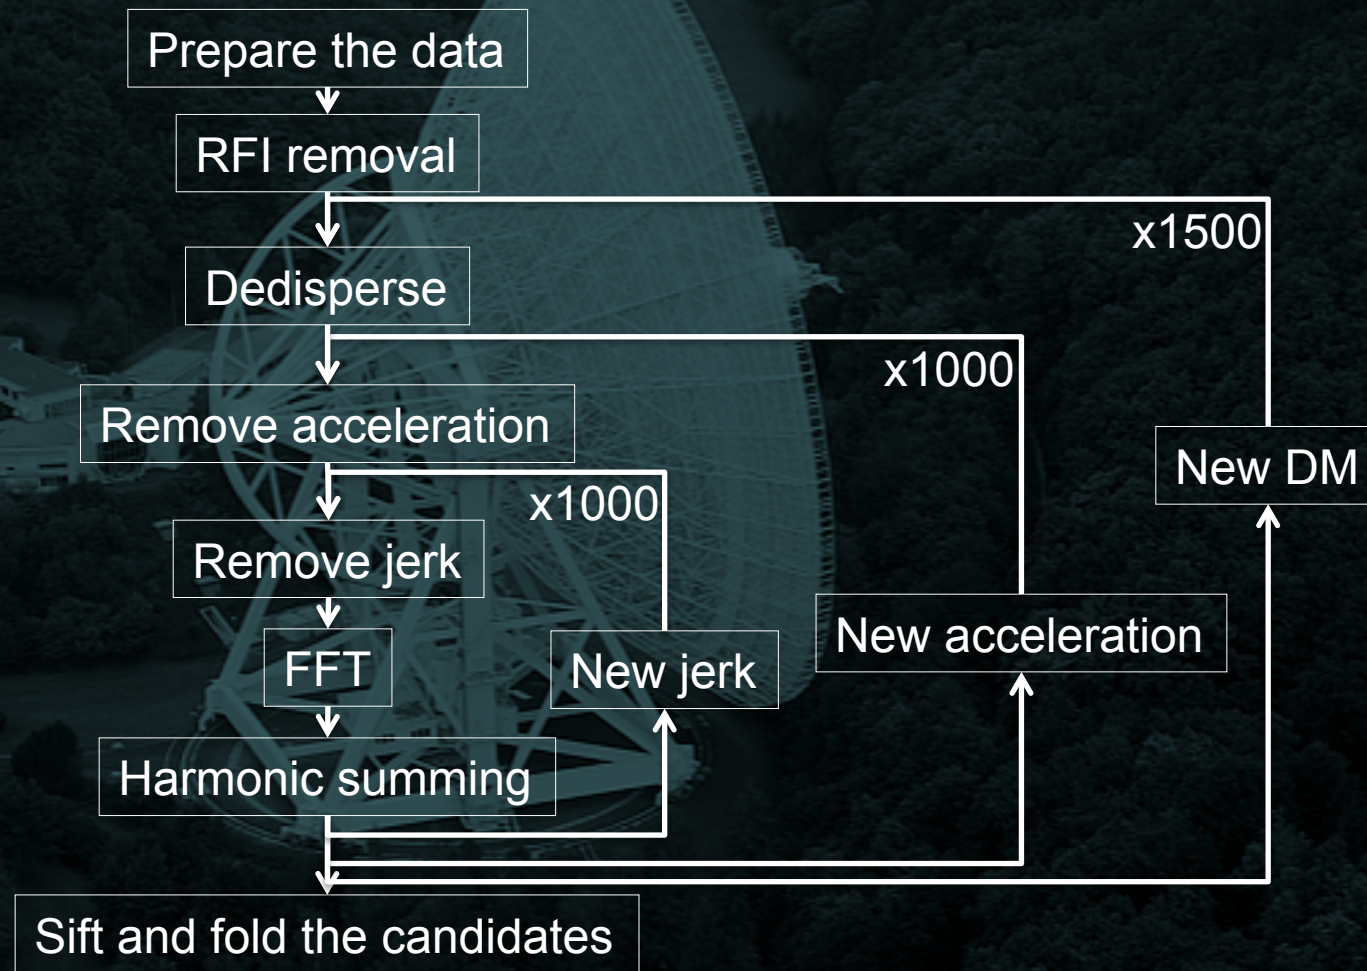 Prepare the data
RFI removal
x1500
Dedisperse
x1000
Remove acceleration
New DM
x1000
Remove jerk
New acceleration
FFT
New jerk
Harmonic summing
Sift and fold the candidates